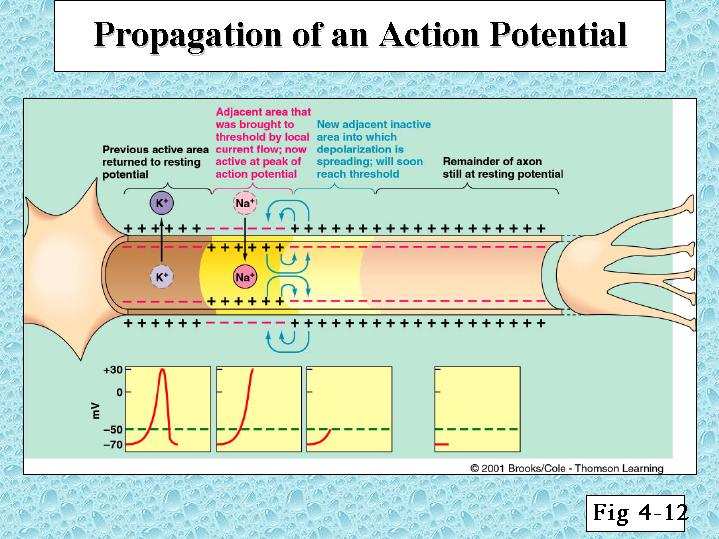 Propagation of an Action Potential
Previous active area
returned to resting
potential
Adjacent area that
was brought to
threshold by local
current flow; now
active at peak of
action potential
New adjacent inactive
area into which
depolarization is
spreading; will soon
reach threshold
Remainder of axon
still at resting potential
K+
Na+
+ + + + + + – – – – – – + + + + + + + + + + + + + + + + + +
– – – – – – + + + + + + – – – – – – – – – – – – – – – – – –
K+
Na+
– – – – – – + + + + + + – – – – – – – – – – – – – – – – – –
+ + + + + + – – – – – – + + + + + + + + + + + + + + + + + +
+30
0
mV
–50
–70
© 2001 Brooks/Cole - Thomson Learning
Fig 4-12